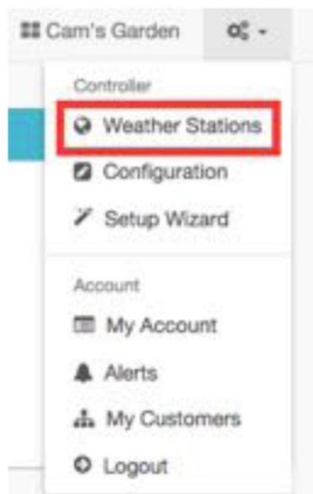 Cam's Garden
Controller
Weather Stations
Configuration
Setup Wizard
Account
My Account
Alerts
My Customers
Logout